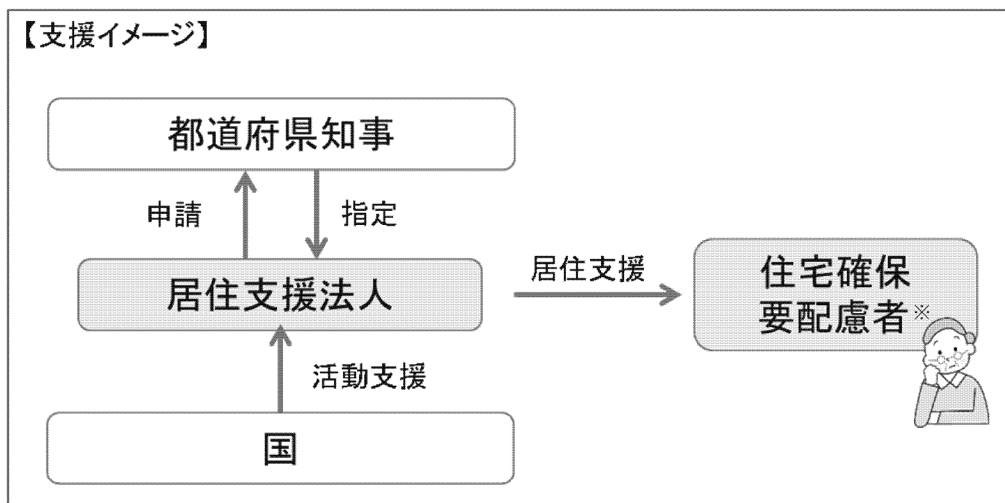 【支援イメージ】
都道府県知事
申請
指定
居住支援法人
居住支援
住宅確保
要配慮者※
活動支援
国